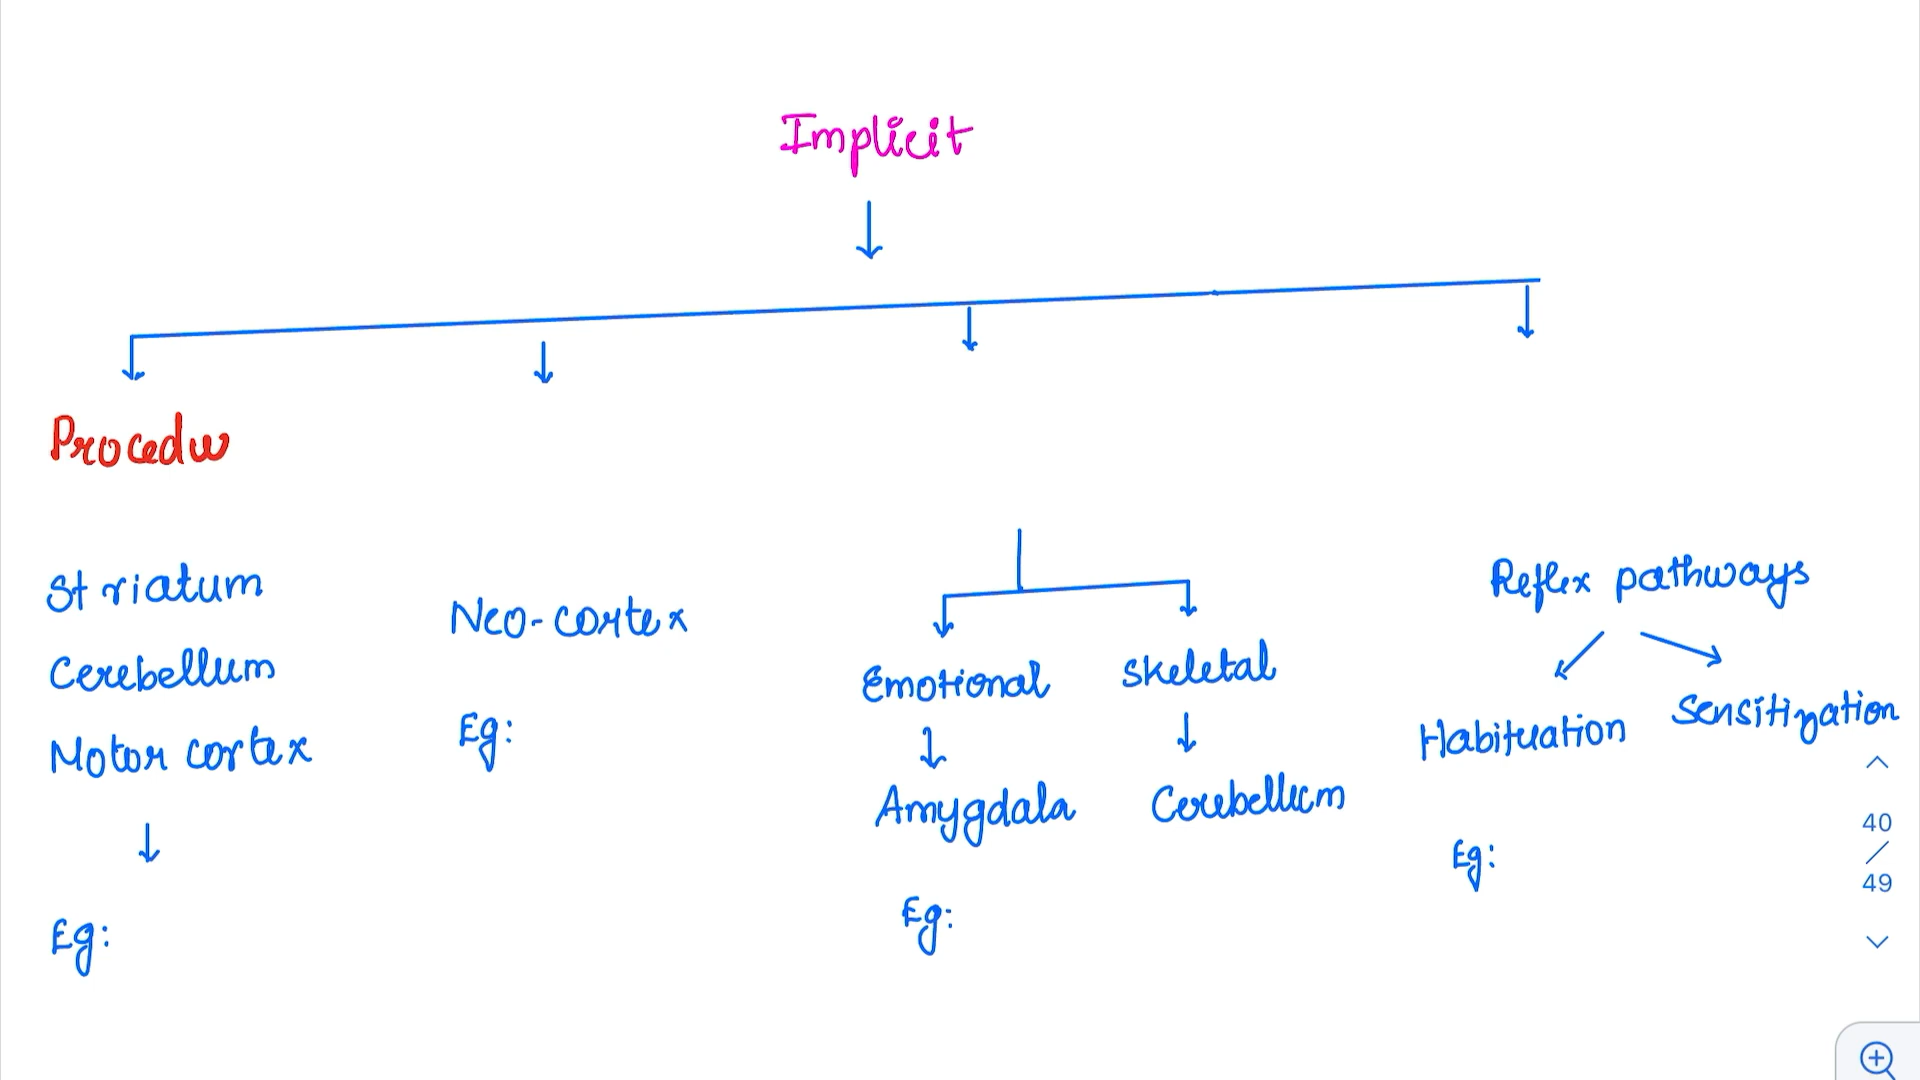 Implicit
Procedu
Striatum
Cerebellum
Motor cortex
Eg:
Neo-cortex
Eg:
Emotional
Skeletal
Amygdala
Cerebellum
Eg:
Reflex pathways
Habituation
Sensitization
Eg:
40
/
49